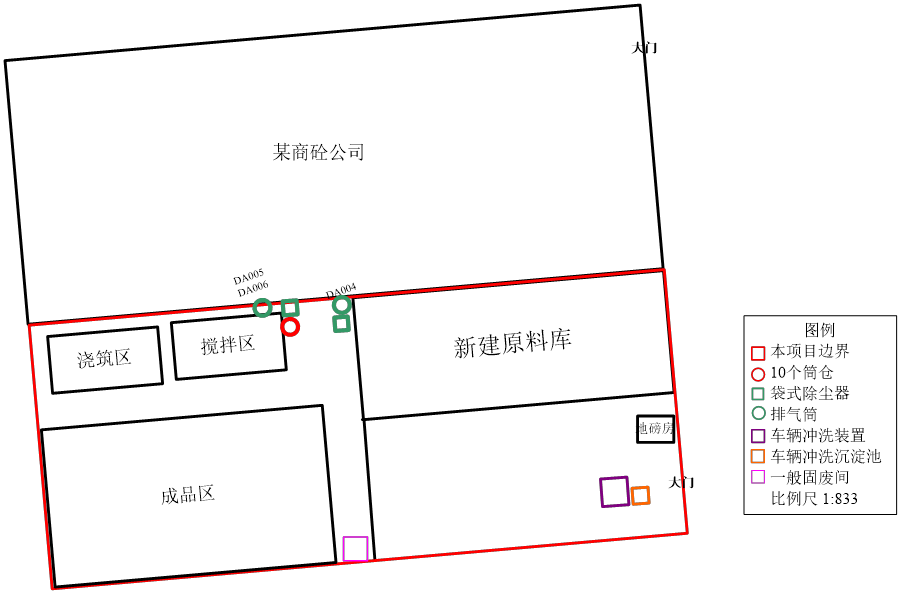 大门
某商砼公司
DA005
DA006
DA004
浇筑区
搅拌区
新建原料库
地磅房
成品区
大门
图例
本项目边界
10个筒仓
袋式除尘器
排气筒
车辆冲洗装置
车辆冲洗沉淀池
一般固废间
比例尺 1:833